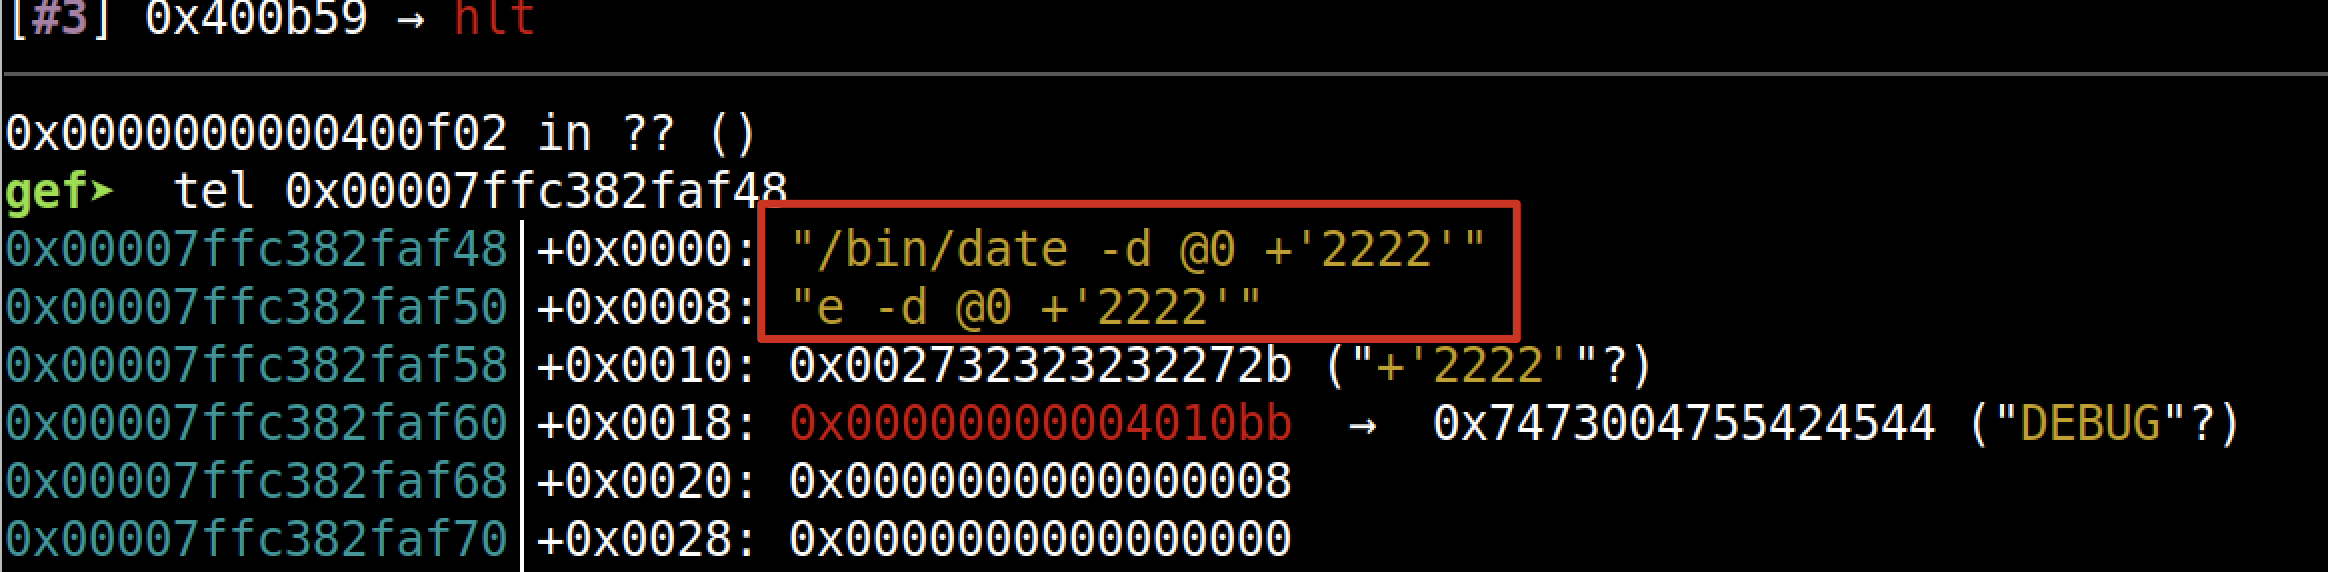 [#3] 0x400b59 → hlt
0x0000000000400f02 in ?? ()
gef➤  tel 0x00007ffc382faf48
0x00007ffc382faf48│+0x0000: "/bin/date -d @0 +'2222'"
0x00007ffc382faf50│+0x0008: "e -d @0 +'2222'"
0x00007ffc382faf58│+0x0010: 0x002732323232272b ("+'2222'"?)
0x00007ffc382faf60│+0x0018: 0x00000000004010bb  →  0x7473004755424544 ("DEBUG"?)
0x00007ffc382faf68│+0x0020: 0x0000000000000008
0x00007ffc382faf70│+0x0028: 0x0000000000000000